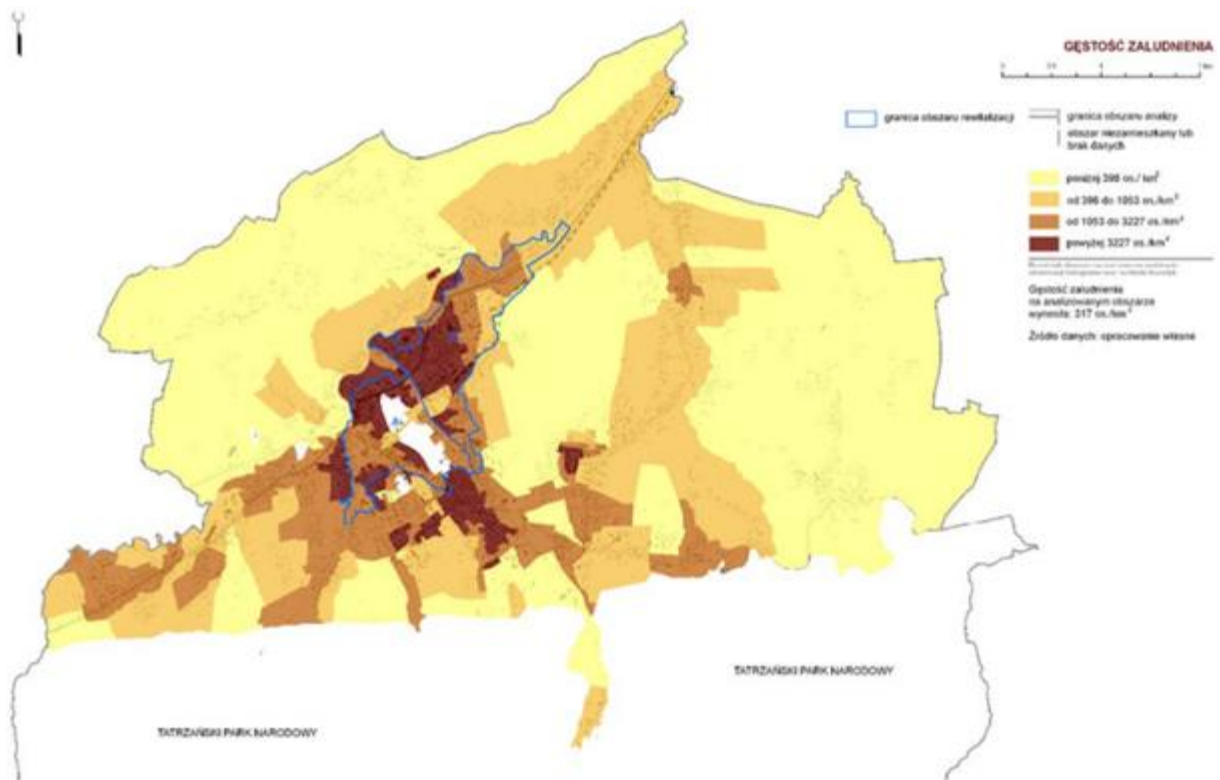 GĘSTOŚĆ ZALUDNIENIA
granica obszaru rewitalizacji
granica obszaru analizy
obszar niezamieszkany lub
brak danych
poniżej 396 os./ km²
od 396 do 1053 os./km²
od 1053 do 3227 os./km²
powyżej 3227 os./km²
Gęstość zaludnienia
na analizowanym obszarze
wynosiła: 317 os./km²
Źródło danych: opracowanie własne
TATRZAŃSKI PARK NARODOWY
TATRZAŃSKI PARK NARODOWY